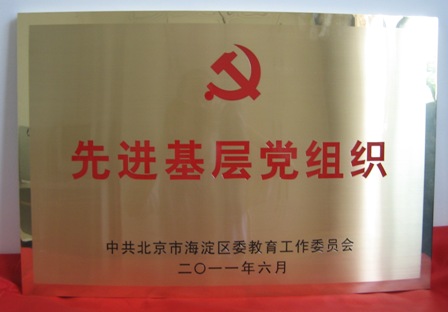 先进基层党组织
中共北京市海淀区委教育工作委员会
二〇一一年六月